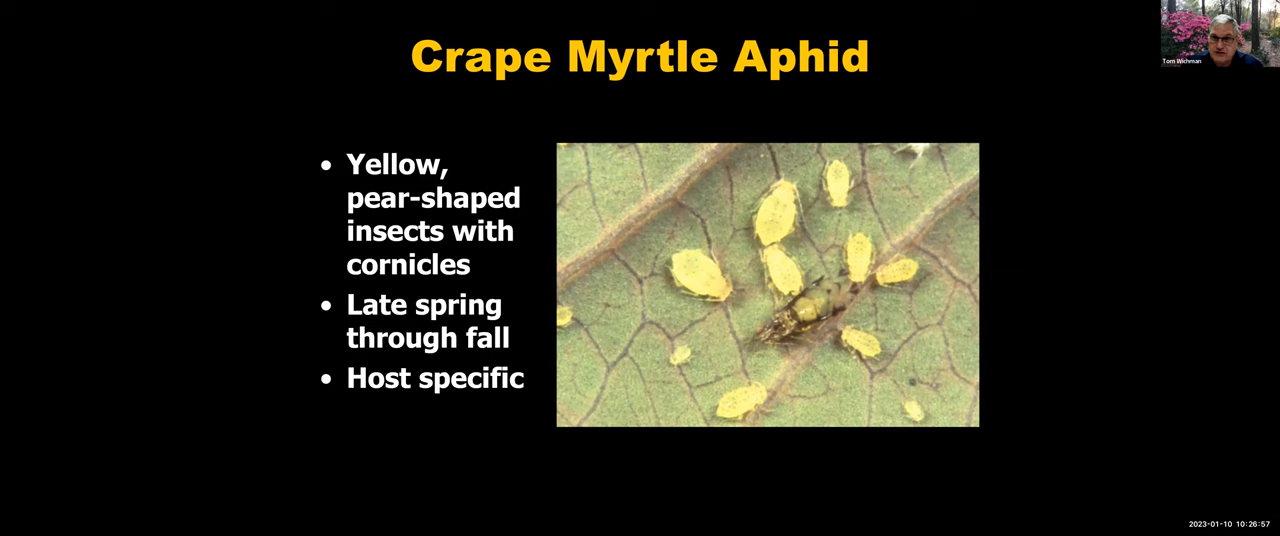 Crape Myrtle Aphid
Tom Wichman
• Yellow,
pear-shaped
insects with
cornicles
• Late spring
through fall
• Host specific
2023-01-10 10:26:57